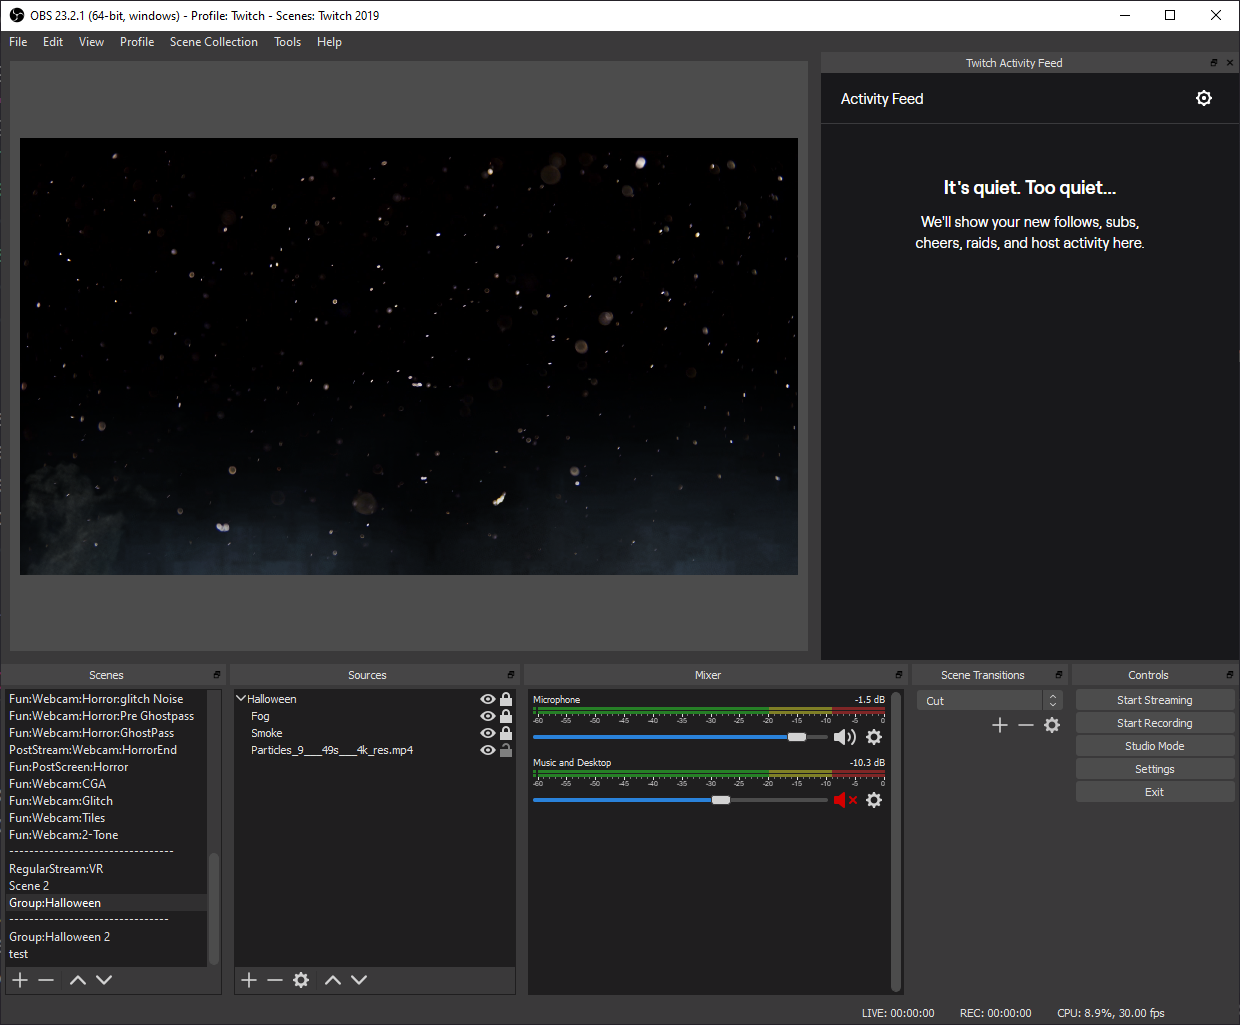 OBS 23.2.1 (64-bit, windows) - Profile: Twitch - Scenes: Twitch 2019
File Edit View Profile Scene Collection Tools Help
Twitch Activity Feed
Activity Feed
It's quiet. Too quiet...
We'll show your new follows, subs,
cheers, raids, and host activity here.
Scenes
Fun:Webcam:Horror:glitch Noise
Fun:Webcam:Horror:Pre Ghostpass
Fun:Webcam:Horror:GhostPass
PostStream:Webcam:HorrorEnd
Fun:PostScreen:Horror
Fun:Webcam:CGA
Fun:Webcam:Glitch
Fun:Webcam:Tiles
Fun:Webcam:2-Tone
---------------------------------
RegularStream:VR
Scene 2
Group:Halloween
--------------------------------
Group:Halloween 2
test
Sources
Halloween
Fog
Smoke
Particles_9___49s___4k_res.mp4
Mixer
Microphone -1.5 dB
-60 -55 -50 -45 -40 -35 -30 -25 -20 -15 -10 -5 0
Music and Desktop -10.3 dB
-60 -55 -50 -45 -40 -35 -30 -25 -20 -15 -10 -5 0
Scene Transitions
Cut
Controls
Start Streaming
Start Recording
Studio Mode
Settings
Exit
LIVE: 00:00:00 REC: 00:00:00 CPU: 8.9%, 30.00 fps